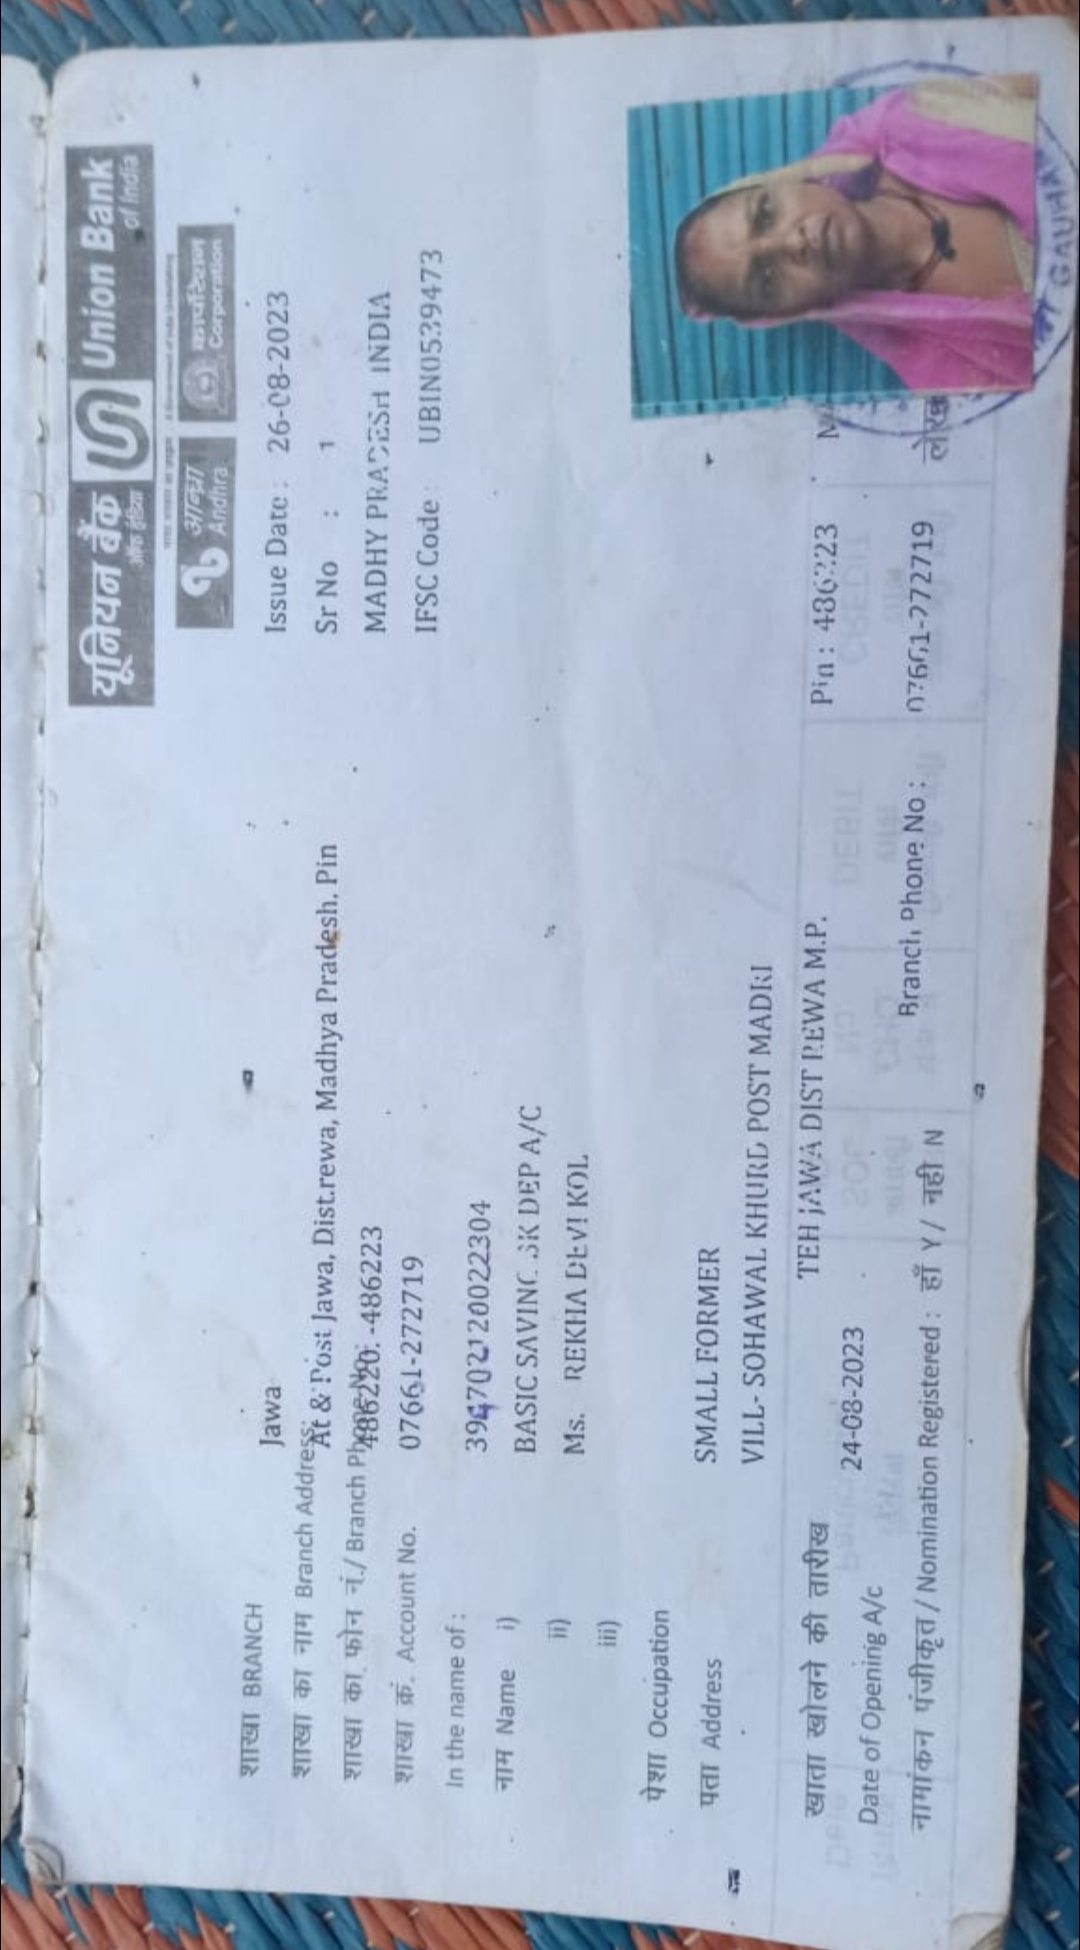 यूनियन बैंक Union Bank
ऑफ इंडिया of India
आन्ध्रा Andhra कार्पोरेशन Corporation
शाखा BRANCH Jawa Issue Date : 26-08-2023
शाखा का नाम Branch Address: At & Post Jawa, Dist.rewa, Madhya Pradesh. Pin Sr No : 1
शाखा का फोन नं./ Branch Phone No. 486220. -486223 MADHY PRADESH INDIA
शाखा क्रं. Account No. 07661-272719 IFSC Code : UBIN0539473
In the name of : 394702120022304
नाम Name i) BASIC SAVING DEP A/C
ii) Ms. REKHA DEVI KOL
iii)
पेशा Occupation SMALL FORMER
पता Address VILL- SOHAWAL KHURD POST MADRI
खाता खोलने की तारीख TEH JAWA DIST REWA M.P. Pin : 486223
Date of Opening A/c 24-08-2023
नामांकन पंजीकृत / Nomination Registered : हाँ Y / नही N Branch Phone No : 07661-272719